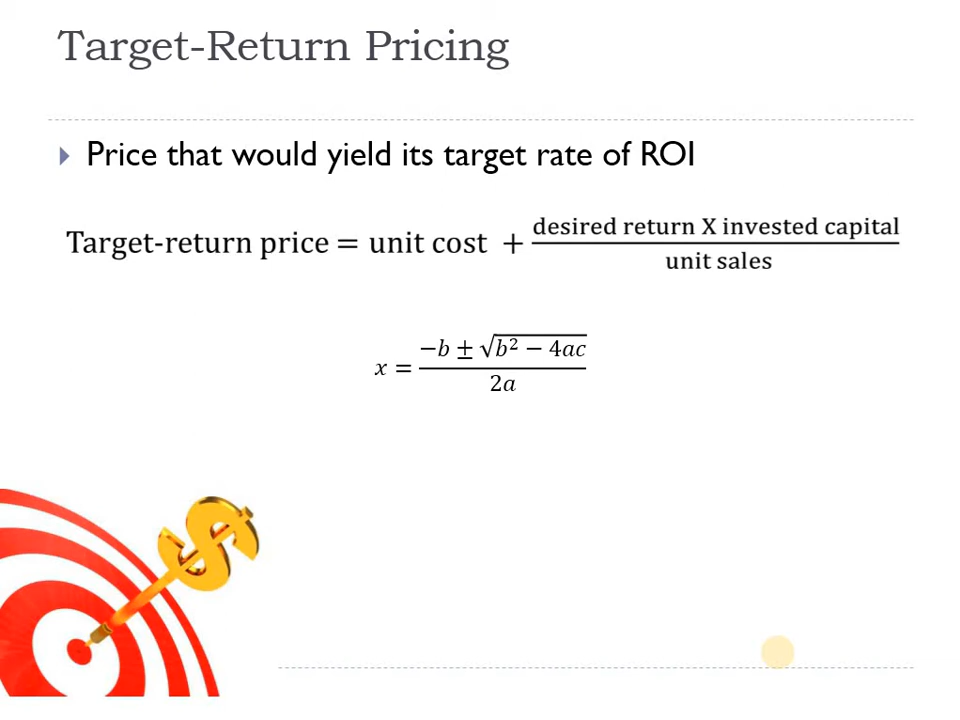 Target-Return Pricing
Price that would yield its target rate of ROI
Target-return price = unit cost + desired return X invested capital / unit sales
x = −b ± √b² − 4ac / 2a